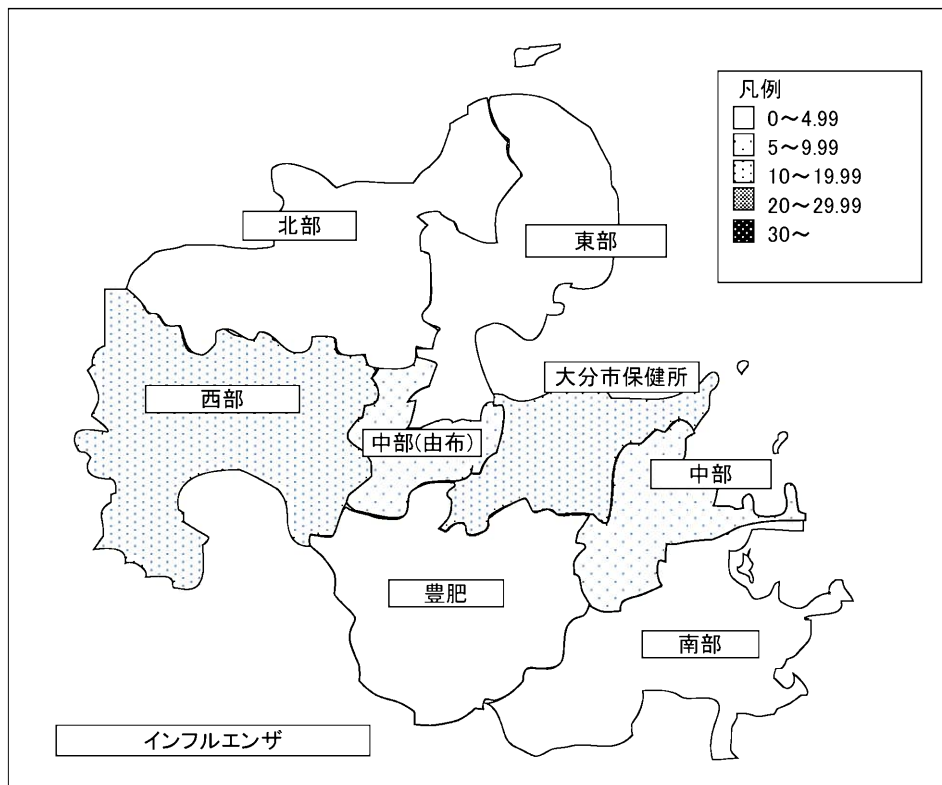 凡例
0～4.99
5～9.99
10～19.99
20～29.99
30～
北部
東部
大分市保健所
西部
中部(由布)
中部
豊肥
南部
インフルエンザ